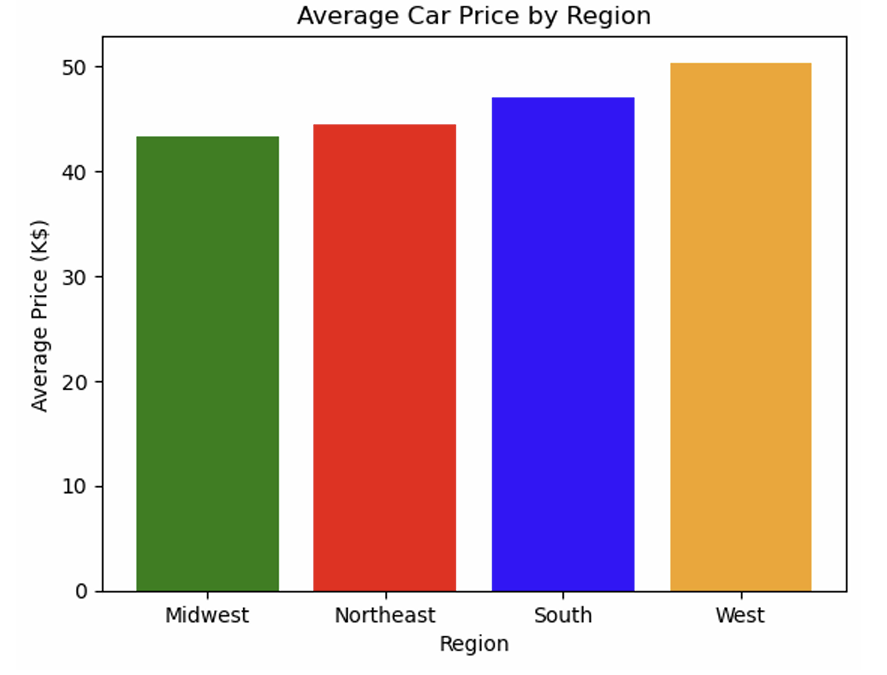 Average Car Price by Region
Average Price (K$)
50
40
30
20
10
0
Midwest Northeast South West
Region